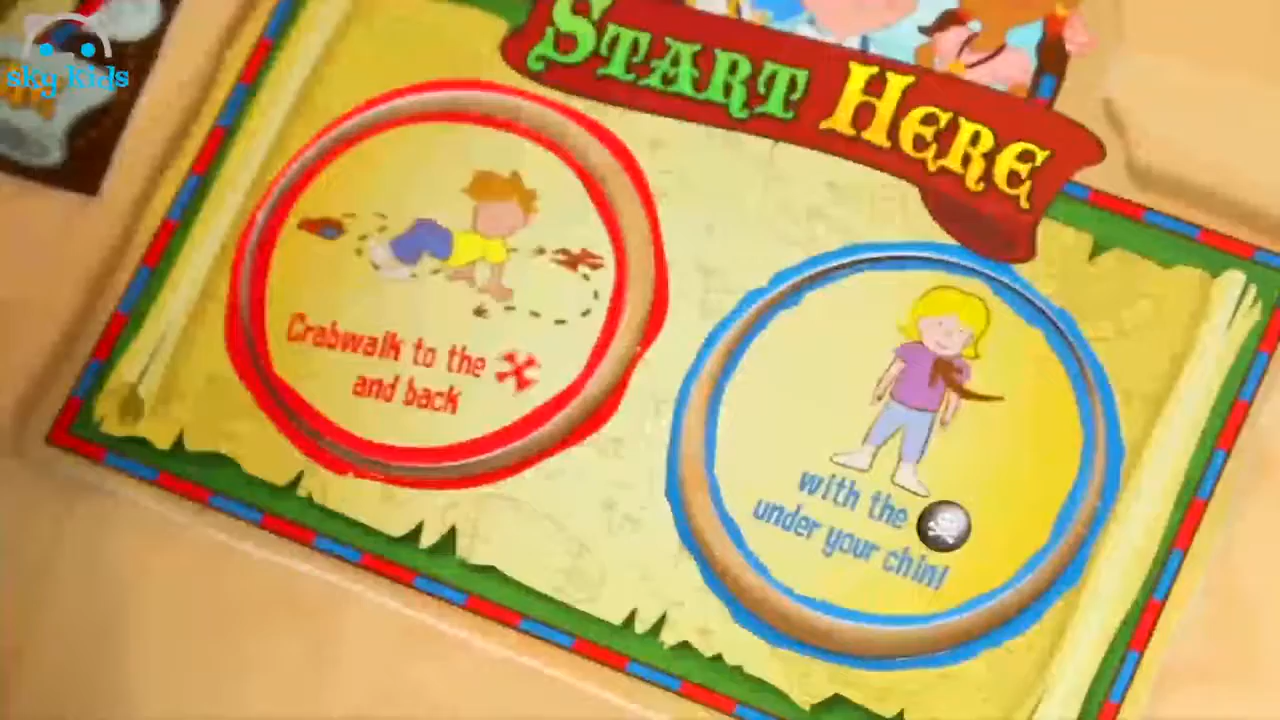 sky kids
START HERE
Crabwalk to the
and back
with the
under your chin!